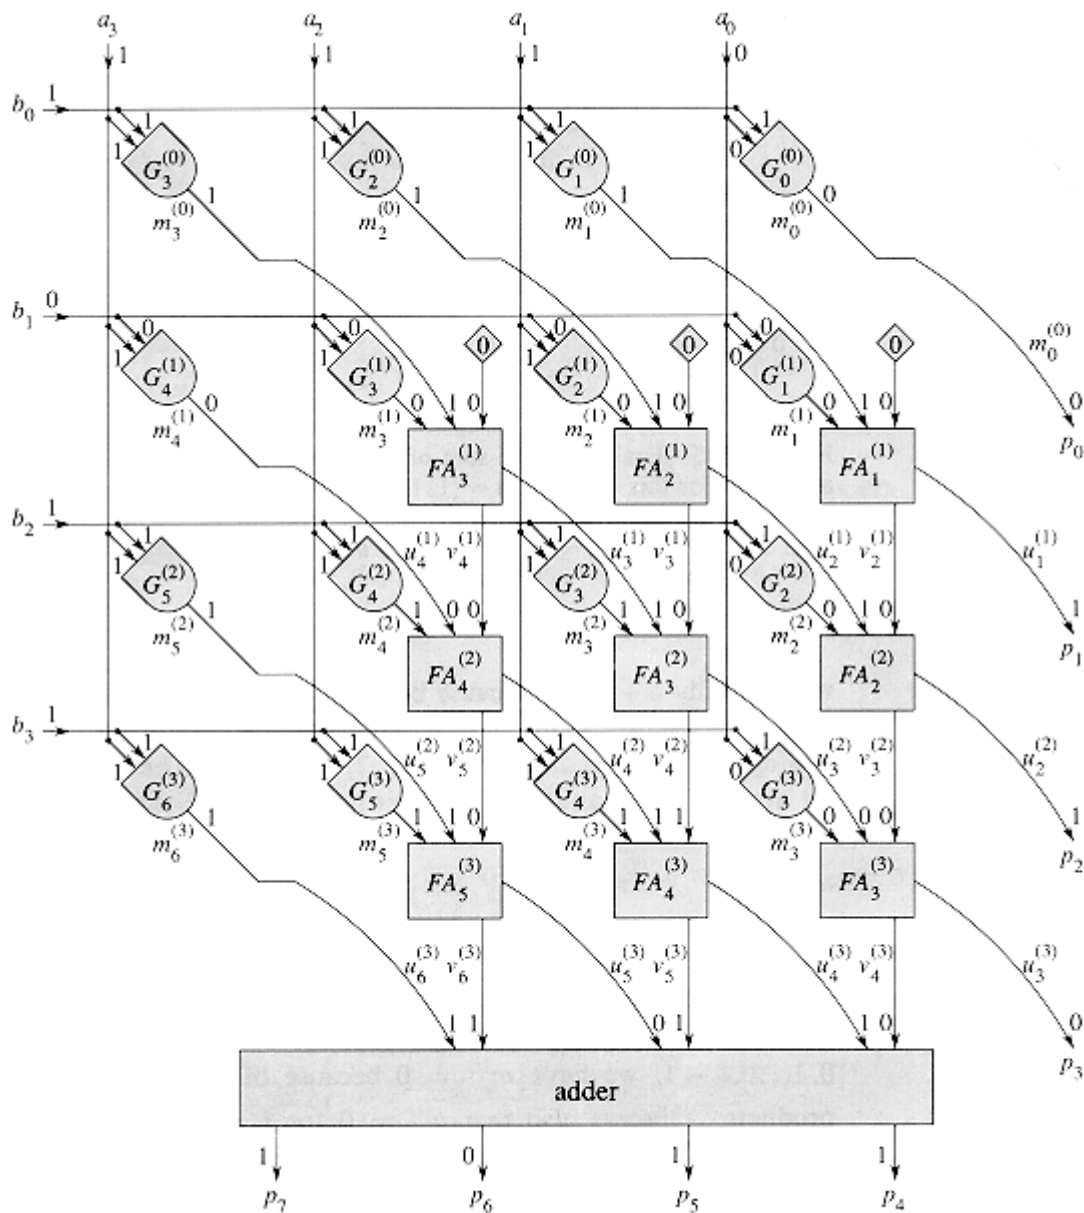 a₃ a₂ a₁ a₀
1 1 1 0
b₀ 1
1 1 1 1
1 1 1 0
G₃⁽⁰⁾ G₂⁽⁰⁾ G₁⁽⁰⁾ G₀⁽⁰⁾
1 1 1 0
m₃⁽⁰⁾ m₂⁽⁰⁾ m₁⁽⁰⁾ m₀⁽⁰⁾
b₁ 0
0 0 0 0 0 0 0
m₀⁽⁰⁾
1 1 1 0
G₄⁽¹⁾ G₃⁽¹⁾ G₂⁽¹⁾ G₁⁽¹⁾
0 0 1 0 0 1 0 0 1 0 0
m₄⁽¹⁾ m₃⁽¹⁾ m₂⁽¹⁾ m₁⁽¹⁾ p₀
FA₃⁽¹⁾ FA₂⁽¹⁾ FA₁⁽¹⁾
b₂ 1
1 1 1 1
u₄⁽¹⁾ v₄⁽¹⁾ u₃⁽¹⁾ v₃⁽¹⁾ u₂⁽¹⁾ v₂⁽¹⁾ u₁⁽¹⁾
1 1 1 0
G₅⁽²⁾ G₄⁽²⁾ G₃⁽²⁾ G₂⁽²⁾
1 1 0 0 1 1 0 0 1 0 1
m₅⁽²⁾ m₄⁽²⁾ m₃⁽²⁾ m₂⁽²⁾ p₁
FA₄⁽²⁾ FA₃⁽²⁾ FA₂⁽²⁾
b₃ 1
1 1 1 1
u₅⁽²⁾ v₅⁽²⁾ u₄⁽²⁾ v₄⁽²⁾ u₃⁽²⁾ v₃⁽²⁾ u₂⁽²⁾
1 1 1 0
G₆⁽³⁾ G₅⁽³⁾ G₄⁽³⁾ G₃⁽³⁾
1 1 1 0 1 1 1 0 0 0 1
m₆⁽³⁾ m₅⁽³⁾ m₄⁽³⁾ m₃⁽³⁾ p₂
FA₅⁽³⁾ FA₄⁽³⁾ FA₃⁽³⁾
u₆⁽³⁾ v₆⁽³⁾ u₅⁽³⁾ v₅⁽³⁾ u₄⁽³⁾ v₄⁽³⁾ u₃⁽³⁾
1 1 0 1 1 0 0
p₃
adder
1 0 1 1
p₇ p₆ p₅ p₄